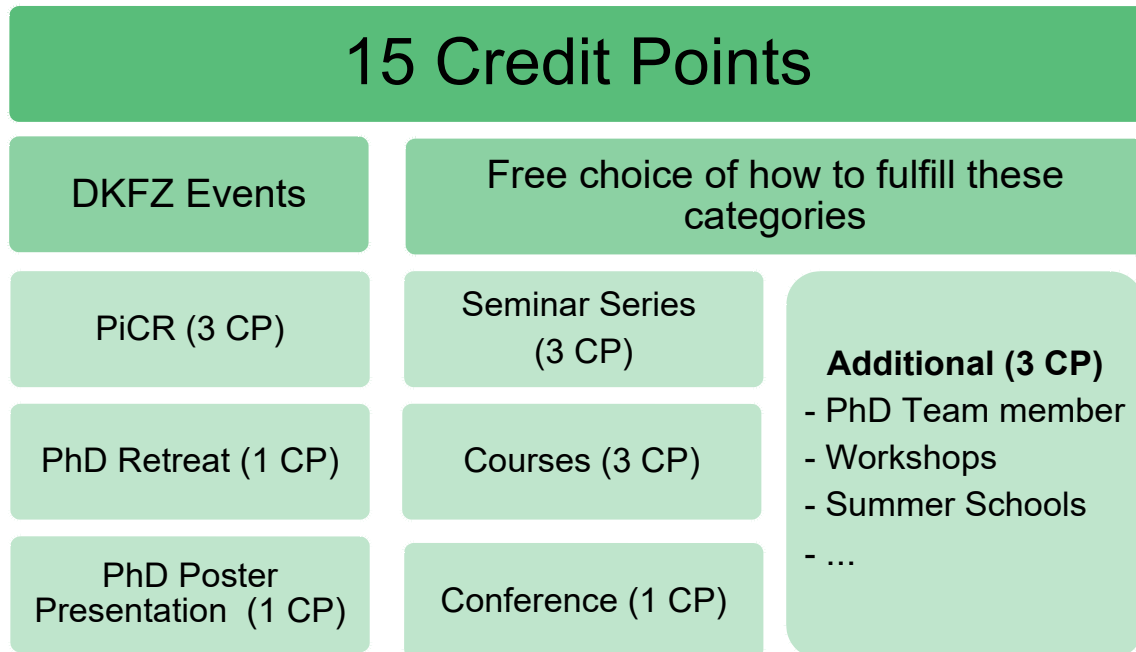 15 Credit Points
DKFZ Events
Free choice of how to fulfill these
categories
PiCR (3 CP)
Seminar Series
(3 CP)
PhD Retreat (1 CP)
Courses (3 CP)
PhD Poster
Presentation (1 CP)
Conference (1 CP)
Additional (3 CP)
- PhD Team member
- Workshops
- Summer Schools
- ...